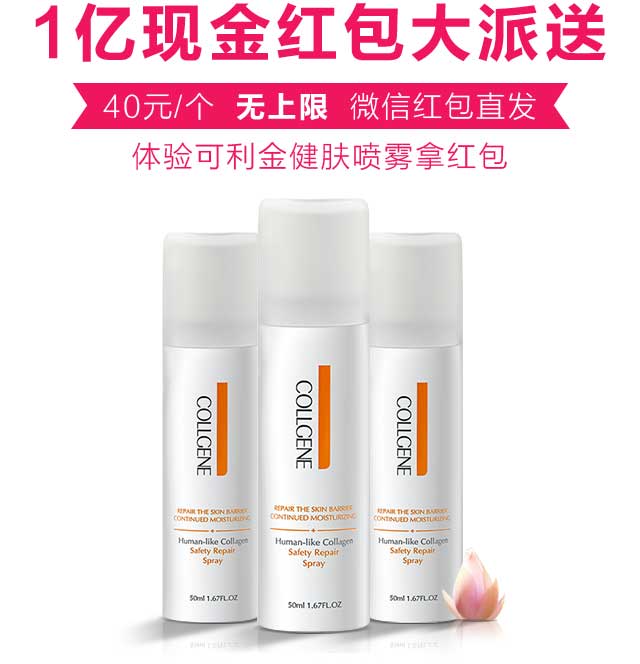 1亿现金红包大派送
40元/个 无上限 微信红包直发
体验可利金健肤喷雾拿红包
COLLGENE
REPAIR THE SKIN BARRIER
CONTINUED MOISTURIZING
Human-like Collagen
Safety Repair
Spray
50ml 1.67FL.OZ
COLLGENE
REPAIR THE SKIN BARRIER
CONTINUED MOISTURIZING
Human-like Collagen
Safety Repair
Spray
50ml 1.67FL.OZ
COLLGENE
REPAIR THE SKIN BARRIER
CONTINUED MOISTURIZING
Human-like Collagen
Safety Repair
Spray
50ml 1.67FL.OZ